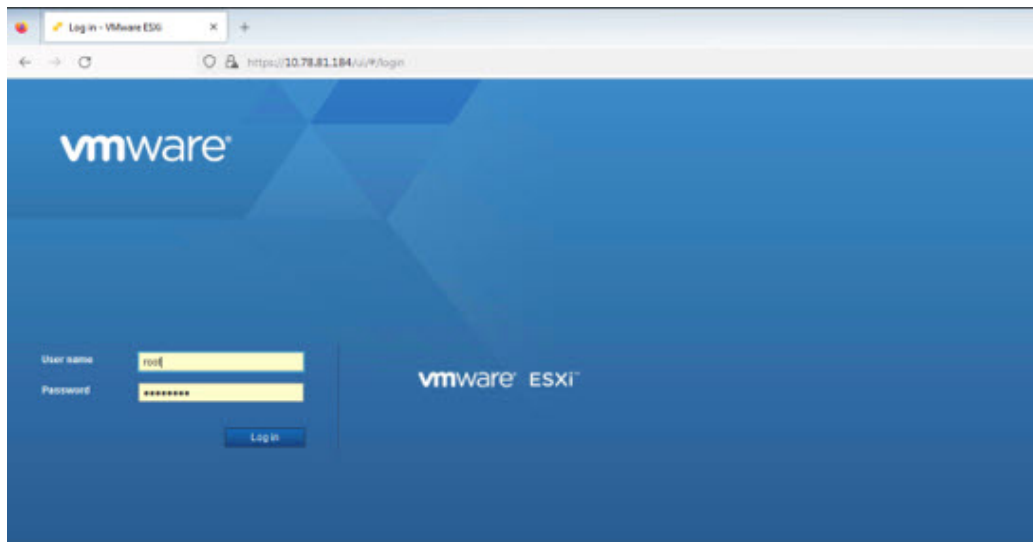 Log in - VMware ESXi
https://10.78.81.184/ui/#/login
vmware®
User name
root
Password
vmware® ESXi™
Log in